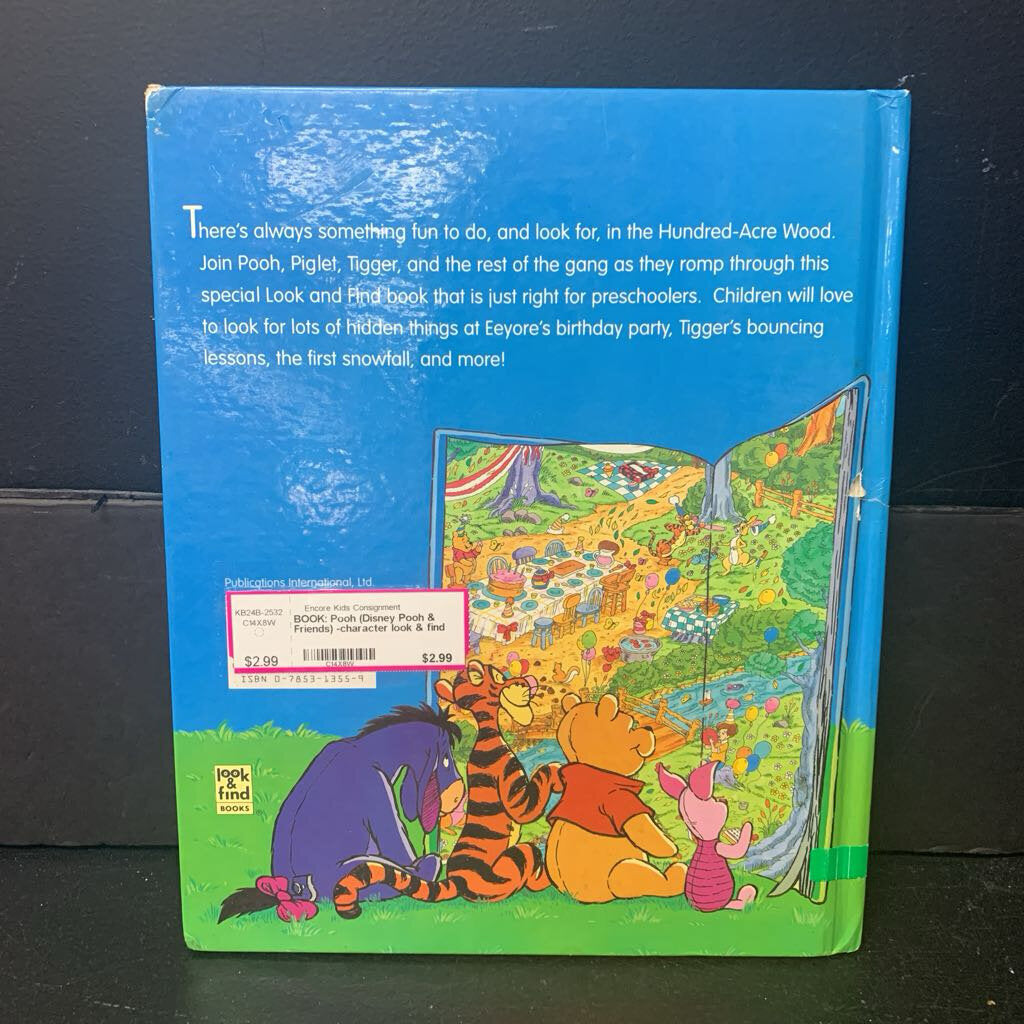 There's always something fun to do, and look for, in the Hundred-Acre Wood.
Join Pooh, Piglet, Tigger, and the rest of the gang as they romp through this
special Look and Find book that is just right for preschoolers. Children will love
to look for lots of hidden things at Eeyore's birthday party, Tigger's bouncing
lessons, the first snowfall, and more!
Publications International, Ltd.
KB24B-2532
C14X8W
$2.99
Encore Kids Consignment
BOOK: Pooh (Disney Pooh &
Friends) -character look & find
C14X8W
$2.99
ISBN 0-7853-1355-9
look
&
find
BOOKS